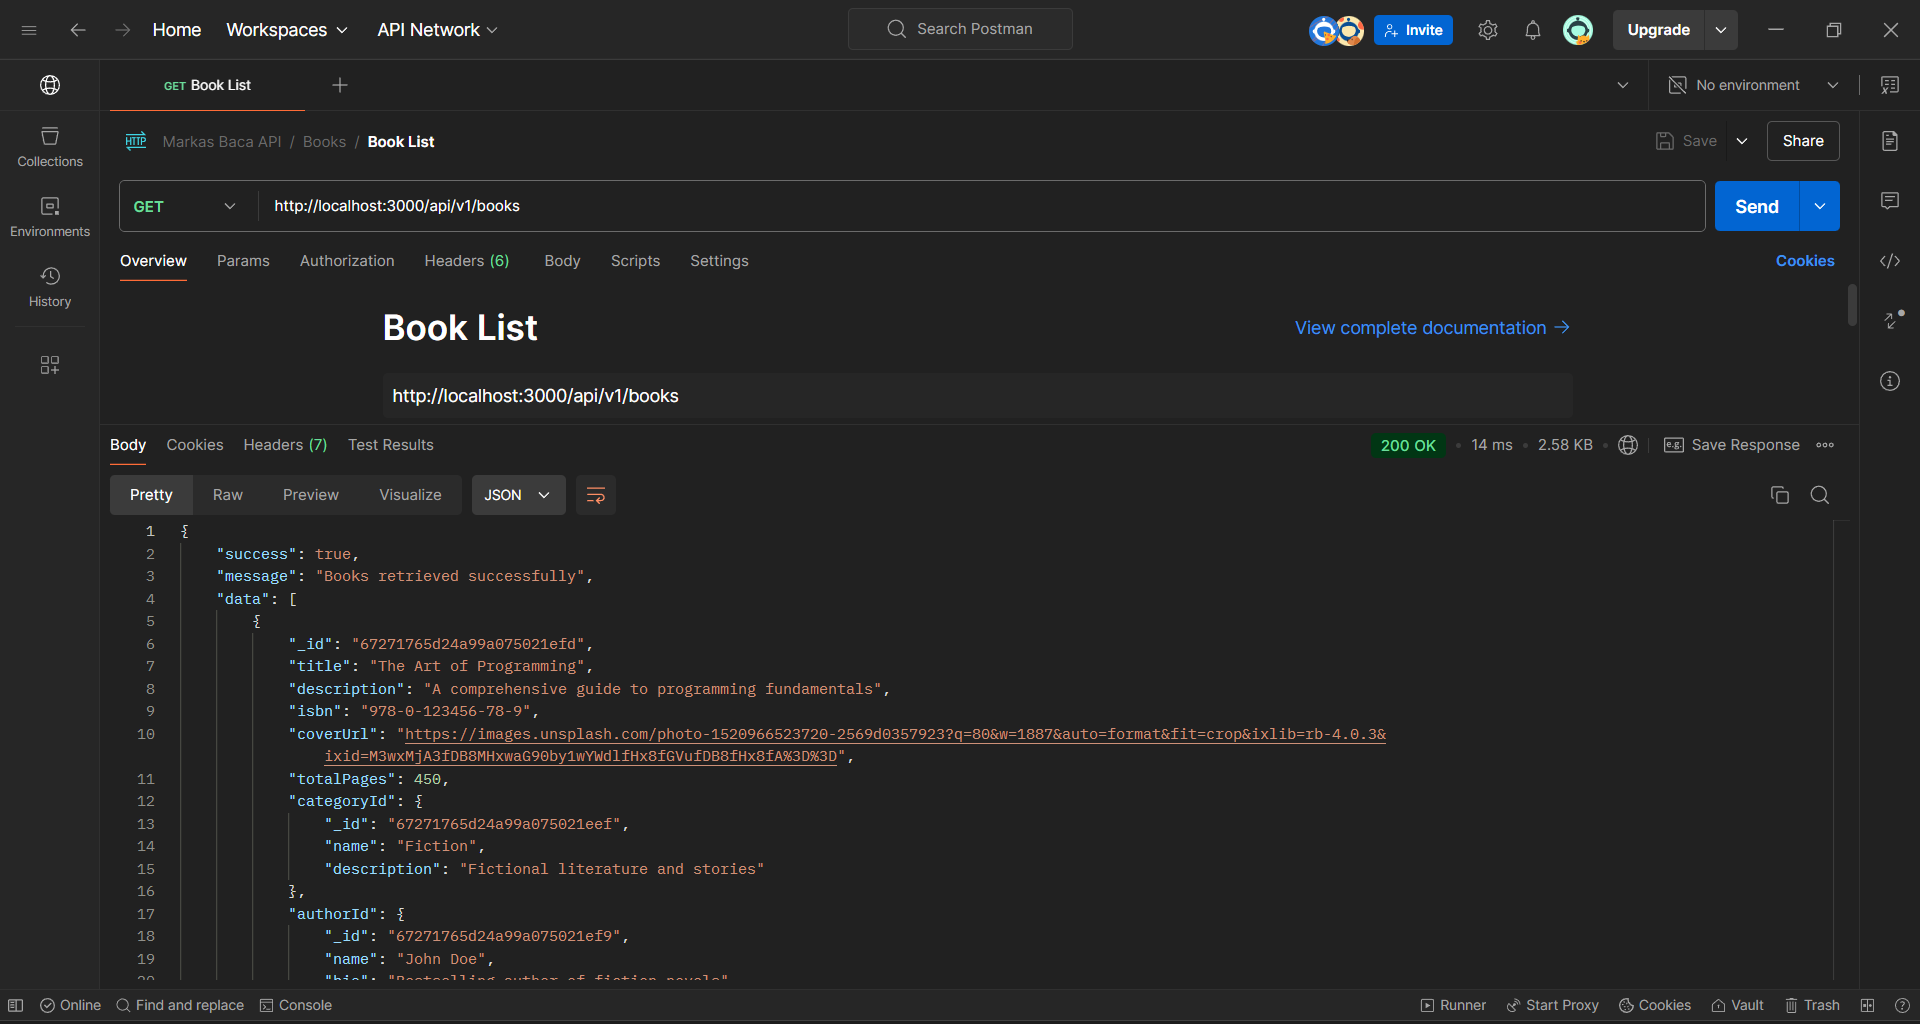 Home Workspaces API Network Search Postman Invite Upgrade
GET Book List No environment
HTTP Markas Baca API / Books / Book List Save Share
Collections
Environments
History
GET http://localhost:3000/api/v1/books Send
Overview Params Authorization Headers (6) Body Scripts Settings Cookies
Book List View complete documentation →
http://localhost:3000/api/v1/books
Body Cookies Headers (7) Test Results 200 OK • 14 ms • 2.58 KB • e.g. Save Response
Pretty Raw Preview Visualize JSON
1 {
2 "success": true,
3 "message": "Books retrieved successfully",
4 "data": [
5 {
6 "_id": "67271765d24a99a075021efd",
7 "title": "The Art of Programming",
8 "description": "A comprehensive guide to programming fundamentals",
9 "isbn": "978-0-123456-78-9",
10 "coverUrl": "https://images.unsplash.com/photo-1520966523720-2569d0357923?q=80&w=1887&auto=format&fit=crop&ixlib=rb-4.0.3&
ixid=M3wxMjA3fDB8MHxwaG90by1wYWdlfHx8fGVufDB8fHx8fA%3D%3D",
11 "totalPages": 450,
12 "categoryId": {
13 "_id": "67271765d24a99a075021eef",
14 "name": "Fiction",
15 "description": "Fictional literature and stories"
16 },
17 "authorId": {
18 "_id": "67271765d24a99a075021ef9",
19 "name": "John Doe",
20 "bio": "Bestselling author of fiction novels"
Online Find and replace Console Runner Start Proxy Cookies Vault Trash